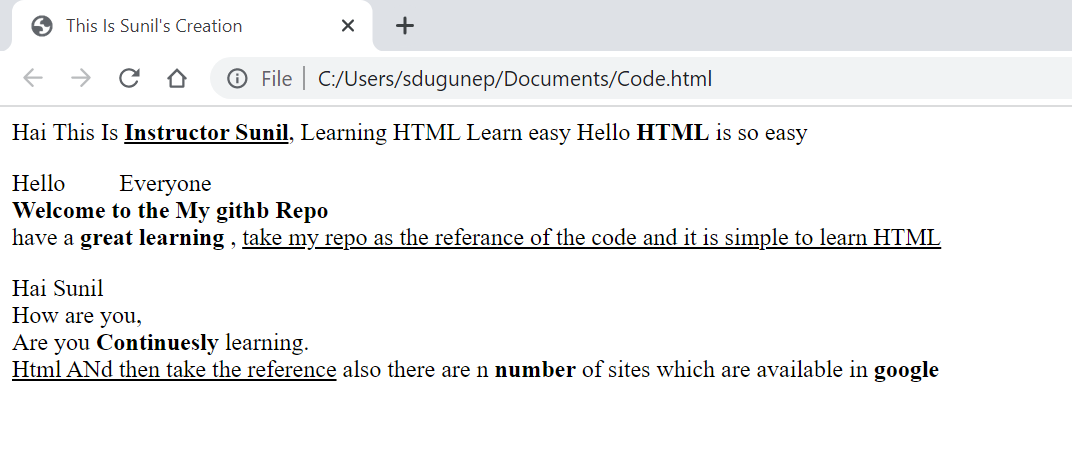 This Is Sunil's Creation
File C:/Users/sdugunep/Documents/Code.html
Hai This Is Instructor Sunil, Learning HTML Learn easy Hello HTML is so easy
Hello Everyone
Welcome to the My githb Repo
have a great learning , take my repo as the referance of the code and it is simple to learn HTML
Hai Sunil
How are you,
Are you Continuesly learning.
Html ANd then take the reference also there are n number of sites which are available in google